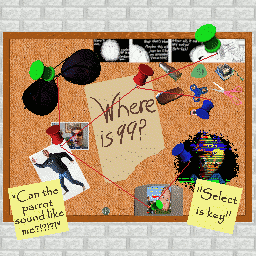 Where
is 99?
"Can the
parrot
sound like
me?!?!?!"
"Select
is key"